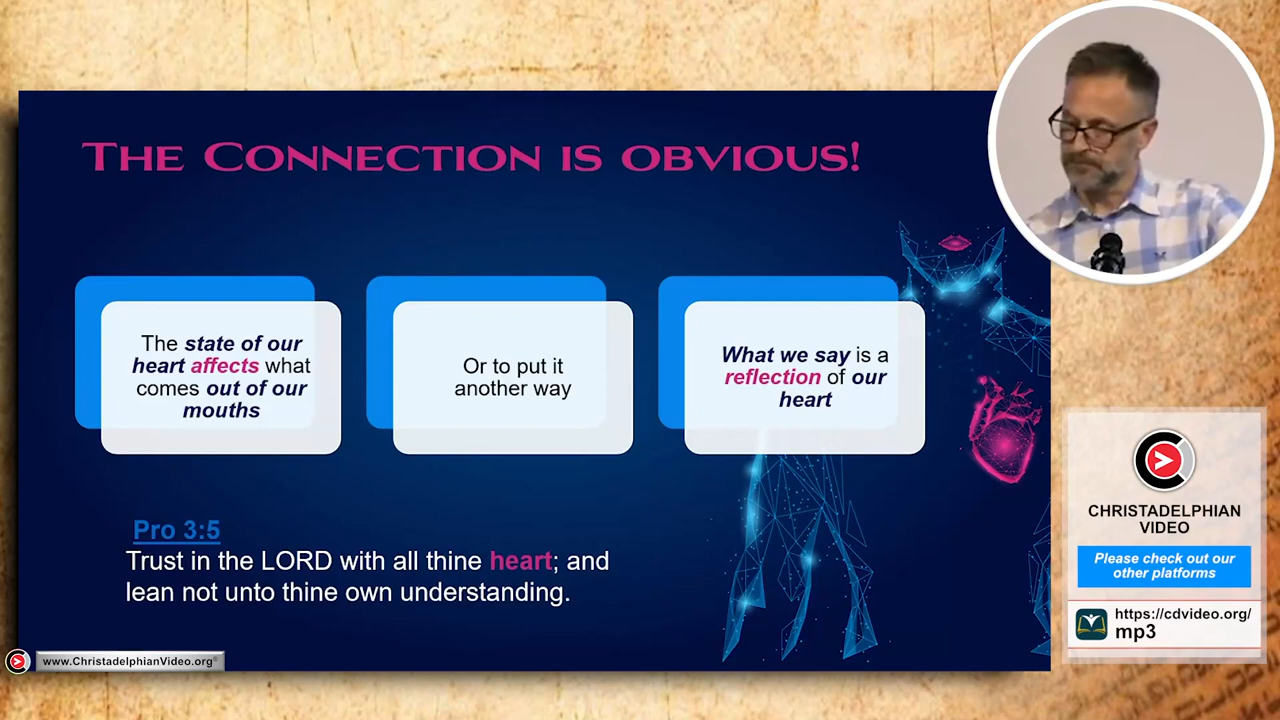 THE CONNECTION IS OBVIOUS!
The state of our
heart affects what
comes out of our
mouths
Or to put it
another way
What we say is a
reflection of our
heart
Pro 3:5
Trust in the LORD with all thine heart; and
lean not unto thine own understanding.
www.ChristadelphianVideo.org®
CHRISTADELPHIAN
VIDEO
Please check out our
other platforms
https://cdvideo.org/
mp3